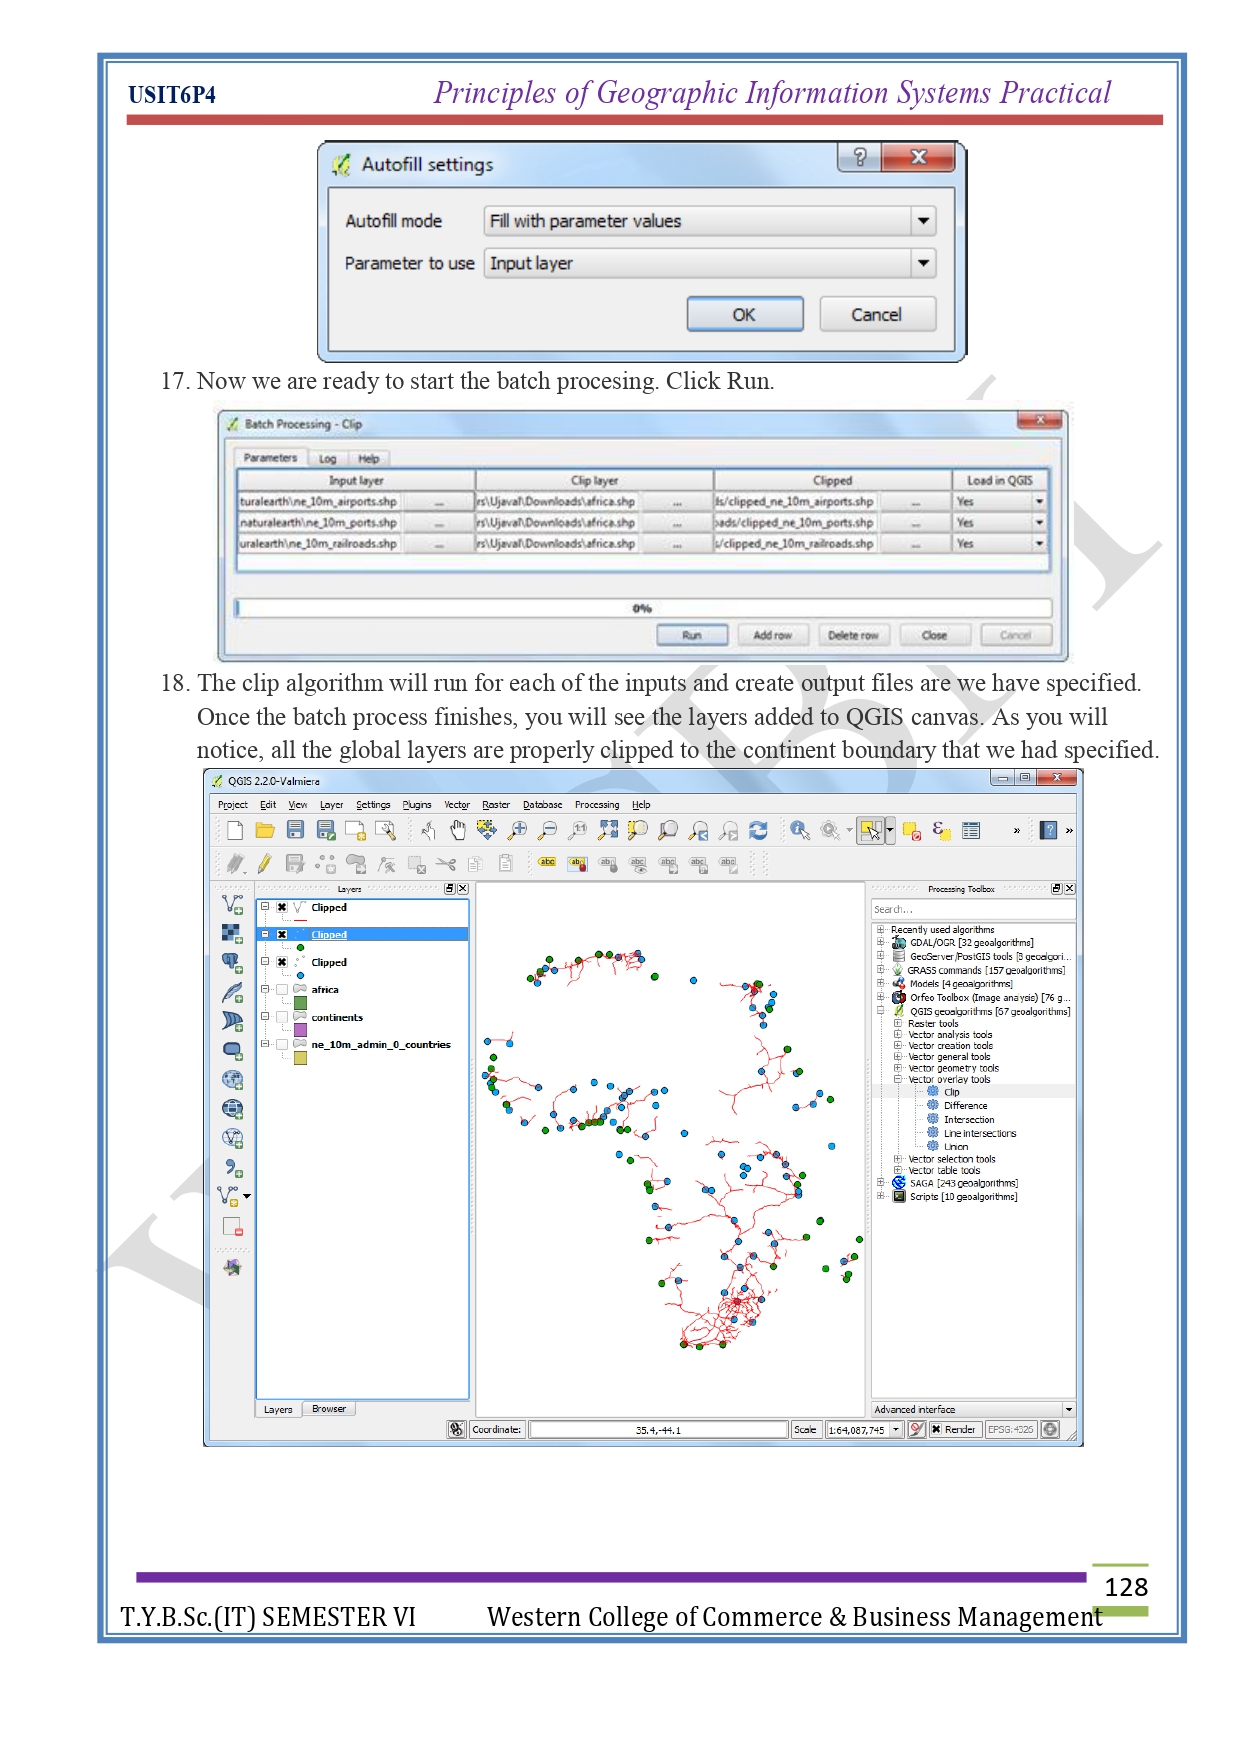 USIT6P4 Principles of Geographic Information Systems Practical
Autofill settings
Autofill mode Fill with parameter values
Parameter to use Input layer
OK Cancel
17. Now we are ready to start the batch procesing. Click Run.
Batch Processing - Clip
Parameters Log Help
Input layer Clip layer Clipped Load in QGIS
turalearth\ne_10m_airports.shp ... rs\Ujaval\Downloads\africa.shp ... ls/clipped_ne_10m_airports.shp ... Yes
naturalearth\ne_10m_ports.shp ... rs\Ujaval\Downloads\africa.shp ... oads/clipped_ne_10m_ports.shp ... Yes
uralearth\ne_10m_railroads.shp ... rs\Ujaval\Downloads\africa.shp ... s/clipped_ne_10m_railroads.shp ... Yes
0%
Run Add row Delete row Close Cancel
18. The clip algorithm will run for each of the inputs and create output files are we have specified.
Once the batch process finishes, you will see the layers added to QGIS canvas. As you will
notice, all the global layers are properly clipped to the continent boundary that we had specified.
QGIS 2.2.0-Valmiera
Project Edit View Layer Settings Plugins Vector Raster Database Processing Help
Layers
Clipped
Clipped
Clipped
africa
continents
ne_10m_admin_0_countries
Layers Browser
Processing Toolbox
Search...
Recently used algorithms
GDAL/OGR [32 geoalgorithms]
GeoServer/PostGIS tools [3 geoalgori...
GRASS commands [157 geoalgorithms]
Models [4 geoalgorithms]
Orfeo Toolbox (Image analysis) [76 g...
QGIS geoalgorithms [67 geoalgorithms]
Raster tools
Vector analysis tools
Vector creation tools
Vector general tools
Vector geometry tools
Vector overlay tools
Clip
Difference
Intersection
Line intersections
Union
Vector selection tools
Vector table tools
SAGA [243 geoalgorithms]
Scripts [10 geoalgorithms]
Advanced interface
Coordinate: 35.4,-44.1 Scale 1:64,087,745 Render EPSG:4326
128
T.Y.B.Sc.(IT) SEMESTER VI Western College of Commerce & Business Management